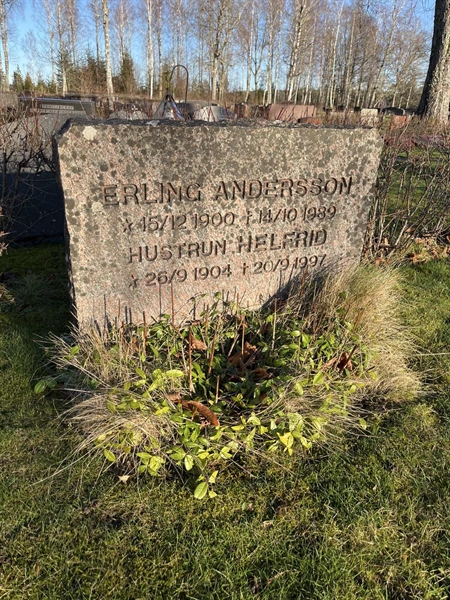 ERLING ANDERSSON
*15/12 1900 †14/10 1989
HUSTRUN HELFRID
*26/9 1904 †20/9 1997